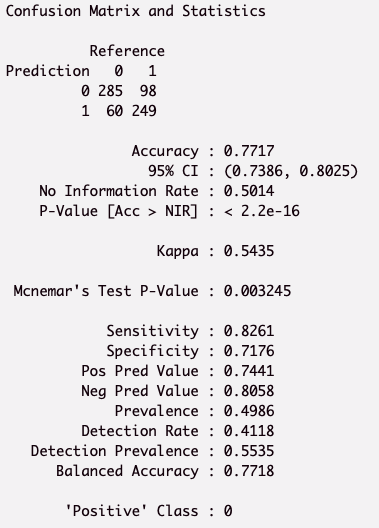 Confusion Matrix and Statistics
Reference
Prediction 0 1
0 285 98
1 60 249
Accuracy : 0.7717
95% CI : (0.7386, 0.8025)
No Information Rate : 0.5014
P-Value [Acc > NIR] : < 2.2e-16
Kappa : 0.5435
Mcnemar's Test P-Value : 0.003245
Sensitivity : 0.8261
Specificity : 0.7176
Pos Pred Value : 0.7441
Neg Pred Value : 0.8058
Prevalence : 0.4986
Detection Rate : 0.4118
Detection Prevalence : 0.5535
Balanced Accuracy : 0.7718
'Positive' Class : 0